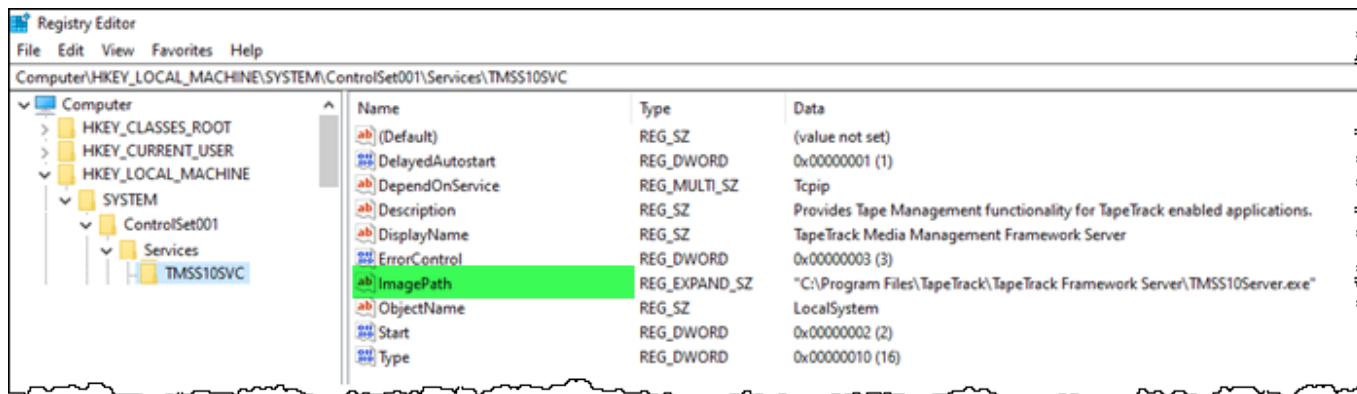 Registry Editor
File Edit View Favorites Help
Computer\HKEY_LOCAL_MACHINE\SYSTEM\ControlSet001\Services\TMSS10SVC
Computer
HKEY_CLASSES_ROOT
HKEY_CURRENT_USER
HKEY_LOCAL_MACHINE
SYSTEM
ControlSet001
Services
TMSS10SVC
Name Type Data
(Default) REG_SZ (value not set)
DelayedAutostart REG_DWORD 0x00000001 (1)
DependOnService REG_MULTI_SZ Tcpip
Description REG_SZ Provides Tape Management functionality for TapeTrack enabled applications.
DisplayName REG_SZ TapeTrack Media Management Framework Server
ErrorControl REG_DWORD 0x00000003 (3)
ImagePath REG_EXPAND_SZ "C:\Program Files\TapeTrack\TapeTrack Framework Server\TMSS10Server.exe"
ObjectName REG_SZ LocalSystem
Start REG_DWORD 0x00000002 (2)
Type REG_DWORD 0x00000010 (16)